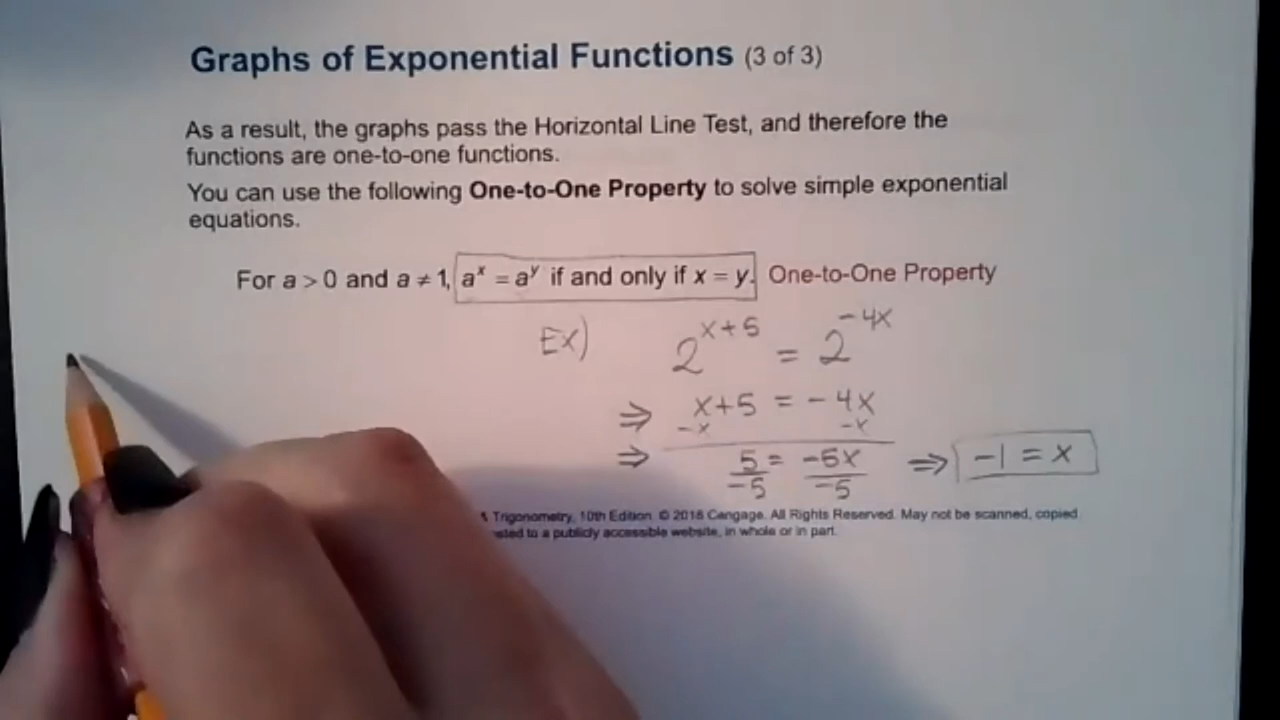 Graphs of Exponential Functions (3 of 3)
As a result, the graphs pass the Horizontal Line Test, and therefore the
functions are one-to-one functions.
You can use the following One-to-One Property to solve simple exponential
equations.
For a > 0 and a ≠ 1, aˣ = aʸ if and only if x = y. One-to-One Property
Ex) 2^(x+5) = 2^(-4x)
⇒ x+5 = -4x
-x -x
⇒ 5/-5 = -5x/-5 ⇒ -1 = x
Trigonometry, 10th Edition. © 2018 Cengage. All Rights Reserved. May not be scanned, copied
to a publicly accessible website, in whole or in part.